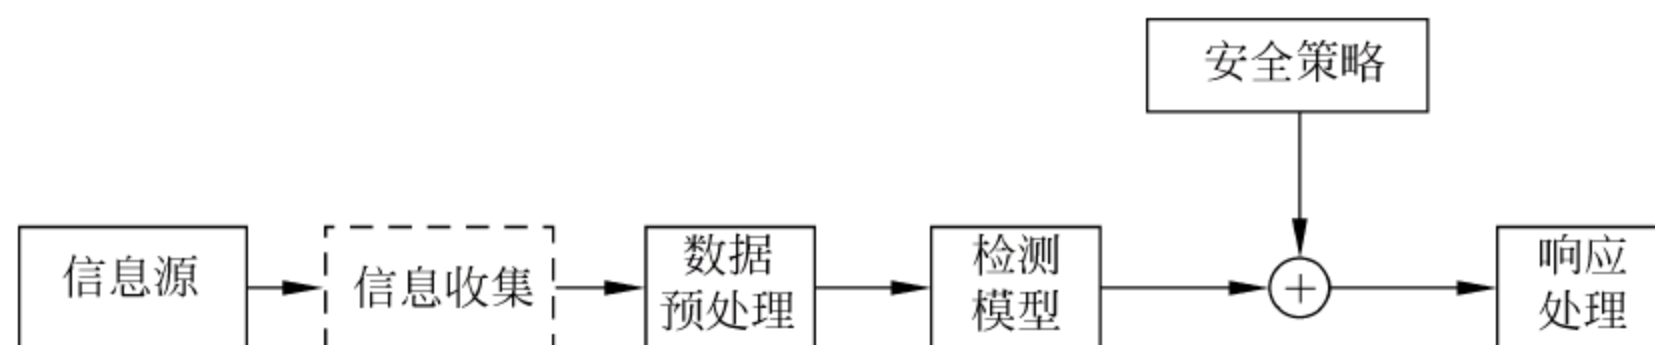 安全策略
信息源
信息收集
数据
预处理
检测
模型
+
响应
处理